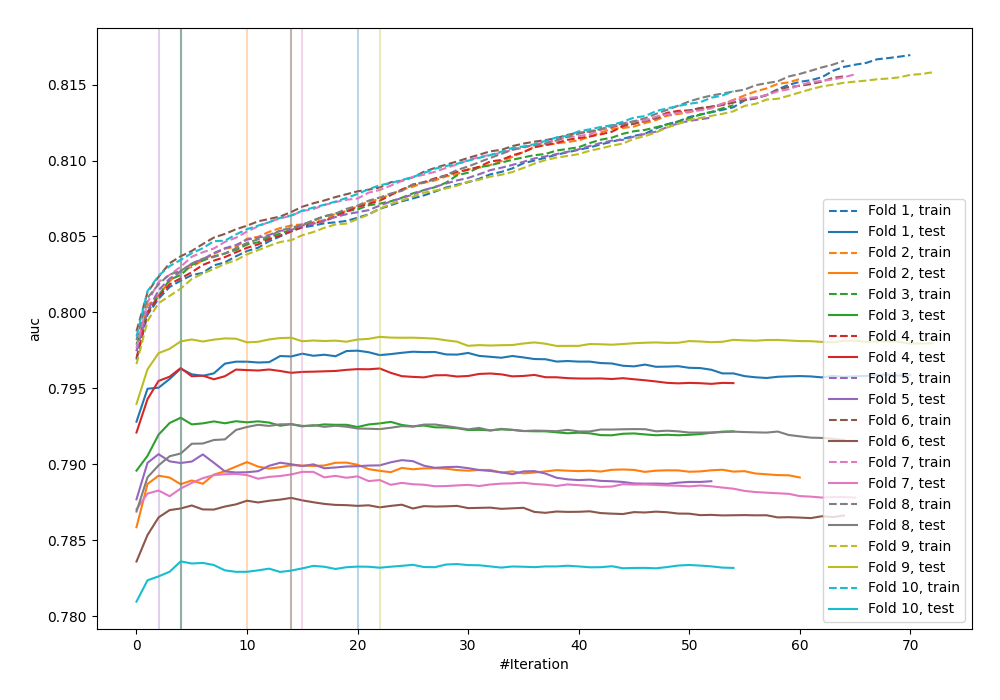 0.815
0.810
0.805
0.800
0.795
0.790
0.785
0.780
auc
0 10 20 30 40 50 60 70
#Iteration
Fold 1, train
Fold 1, test
Fold 2, train
Fold 2, test
Fold 3, train
Fold 3, test
Fold 4, train
Fold 4, test
Fold 5, train
Fold 5, test
Fold 6, train
Fold 6, test
Fold 7, train
Fold 7, test
Fold 8, train
Fold 8, test
Fold 9, train
Fold 9, test
Fold 10, train
Fold 10, test